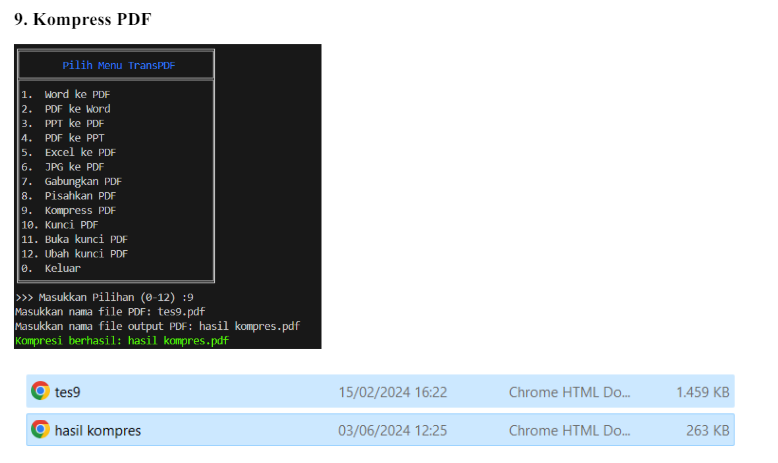 9. Kompress PDF
Pilih Menu TransPDF
1. Word ke PDF
2. PDF ke Word
3. PPT ke PDF
4. PDF ke PPT
5. Excel ke PDF
6. JPG ke PDF
7. Gabungkan PDF
8. Pisahkan PDF
9. Kompress PDF
10. Kunci PDF
11. Buka kunci PDF
12. Ubah kunci PDF
0. Keluar
>>> Masukkan Pilihan (0-12) :9
Masukkan nama file PDF: tes9.pdf
Masukkan nama file output PDF: hasil kompres.pdf
Kompresi berhasil: hasil kompres.pdf
tes9 15/02/2024 16:22 Chrome HTML Do... 1.459 KB
hasil kompres 03/06/2024 12:25 Chrome HTML Do... 263 KB